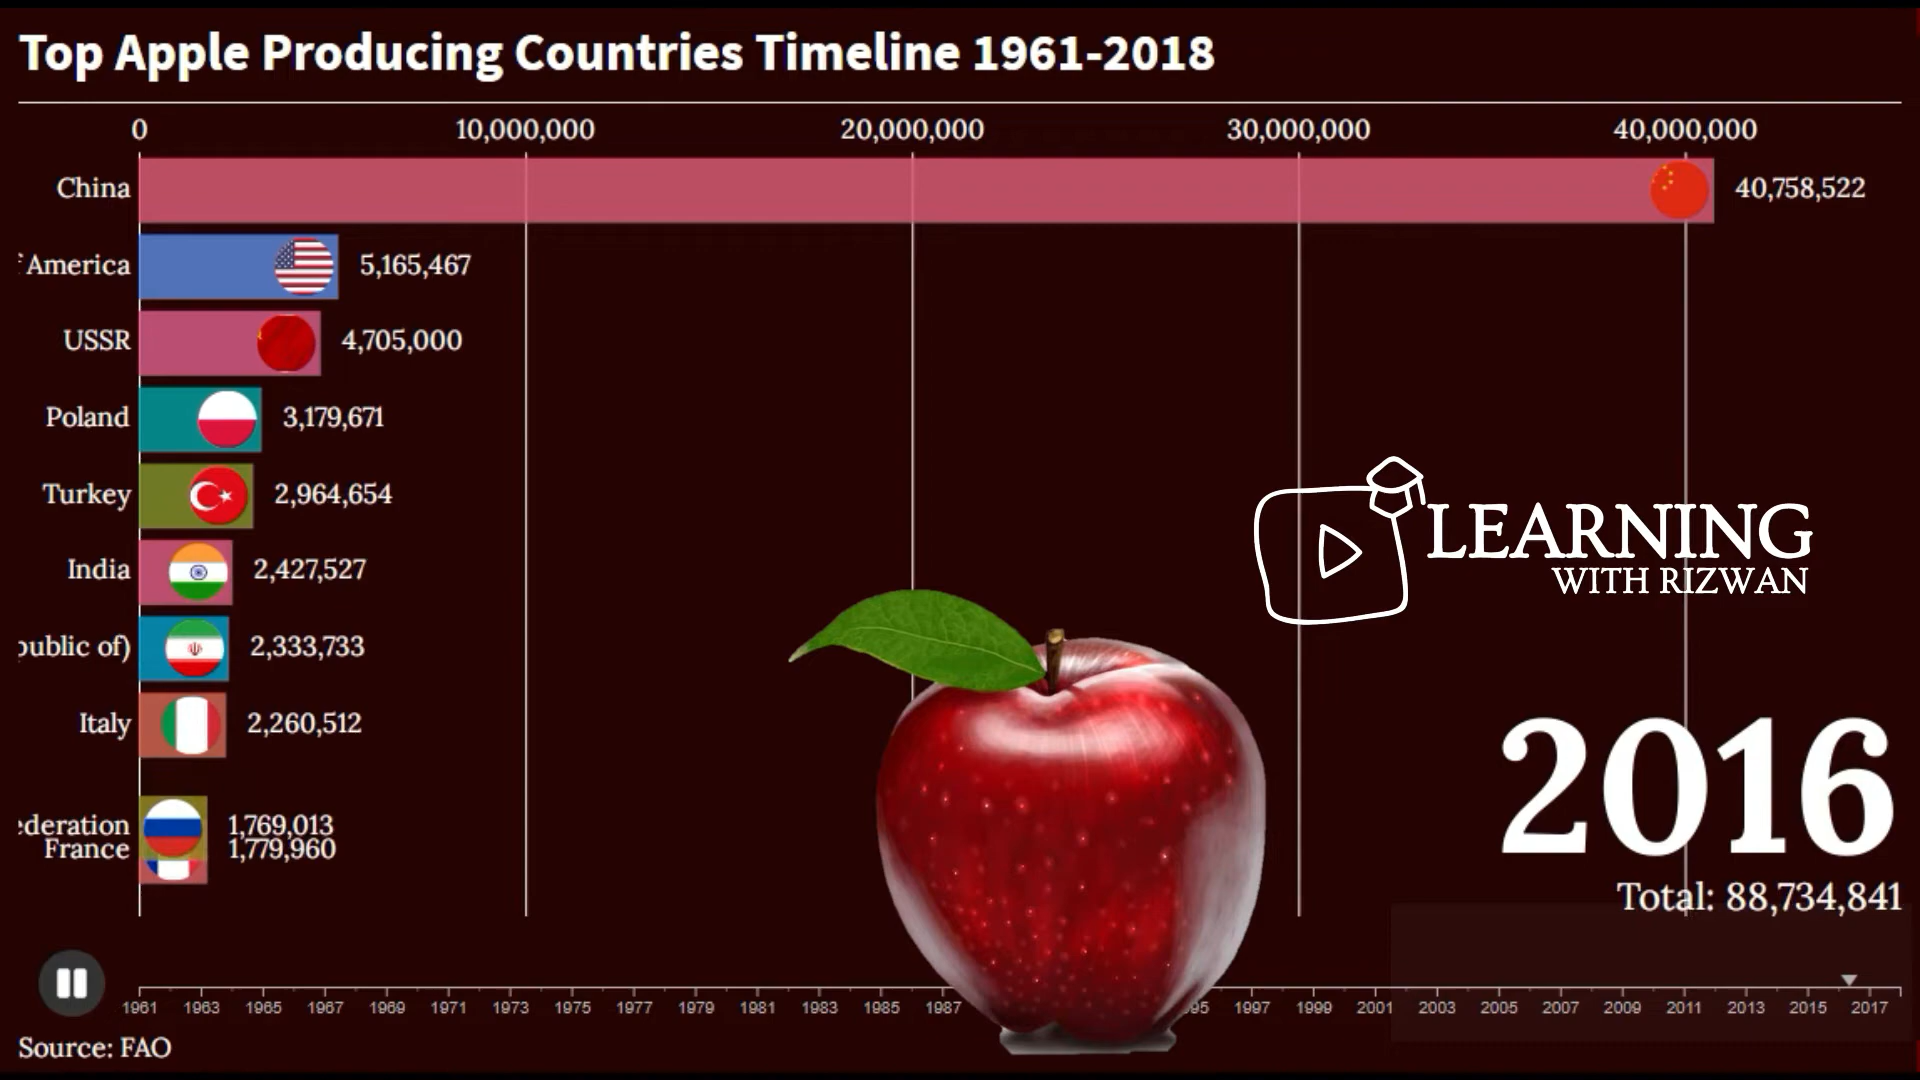 Top Apple Producing Countries Timeline 1961-2018
0 10,000,000 20,000,000 30,000,000 40,000,000
China 40,758,522
America 5,165,467
USSR 4,705,000
Poland 3,179,671
Turkey 2,964,654
India 2,427,527
public of) 2,333,733
Italy 2,260,512
ederation 1,769,013
France 1,779,960
LEARNING
WITH RIZWAN
2016
Total: 88,734,841
1961 1963 1965 1967 1969 1971 1973 1975 1977 1979 1981 1983 1985 1987 95 1997 1999 2001 2003 2005 2007 2009 2011 2013 2015 2017
Source: FAO